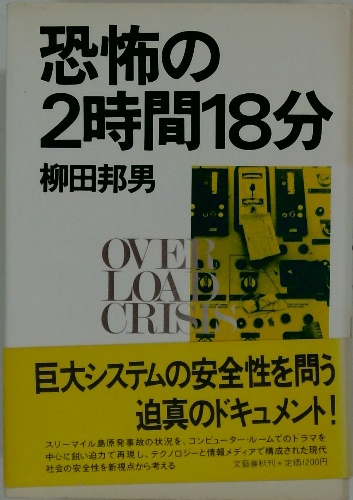 恐怖の
2時間18分
柳田邦男
OVER
LOAD
CRISIS
巨大システムの安全性を問う
迫真のドキュメント!
スリーマイル島原発事故の状況を、コンピューター・ルームでのドラマを
中心に鋭い迫力で再現し、テクノロジーと情報メディアで構成された現代
社会の安全性を新視点から考える
文藝春秋刊●定価1200円